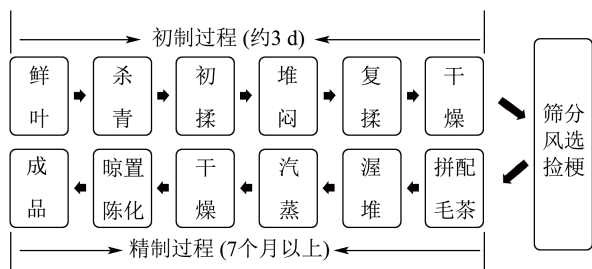 初制过程 (约3 d)
鲜叶
杀青
初揉
堆闷
复揉
干燥
筛分
风选
捡梗
拼配
毛茶
渥堆
汽蒸
干燥
晾置
陈化
成品
精制过程 (7个月以上)